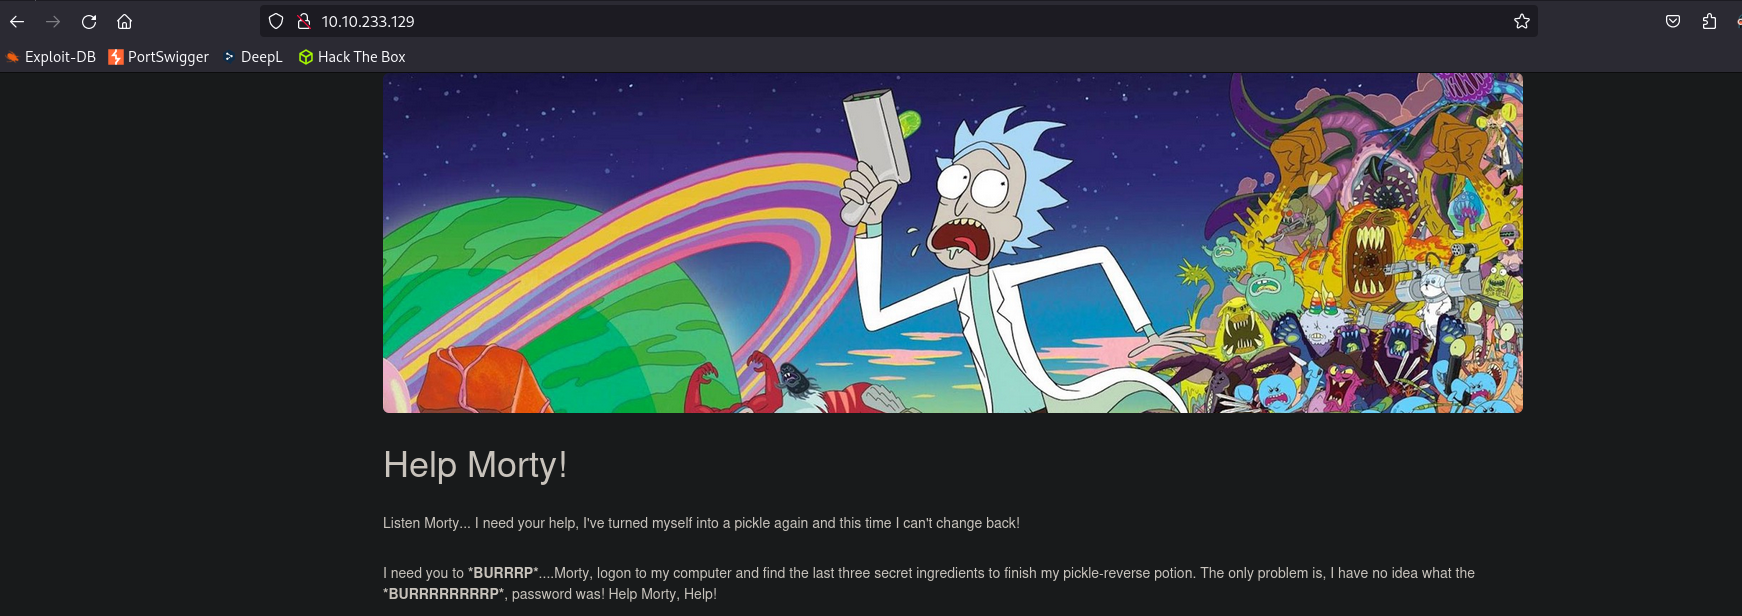 10.10.233.129
Exploit-DB PortSwigger DeepL Hack The Box
Help Morty!
Listen Morty... I need your help, I've turned myself into a pickle again and this time I can't change back!
I need you to *BURRRP*....Morty, logon to my computer and find the last three secret ingredients to finish my pickle-reverse potion. The only problem is, I have no idea what the
*BURRRRRRRRP*, password was! Help Morty, Help!